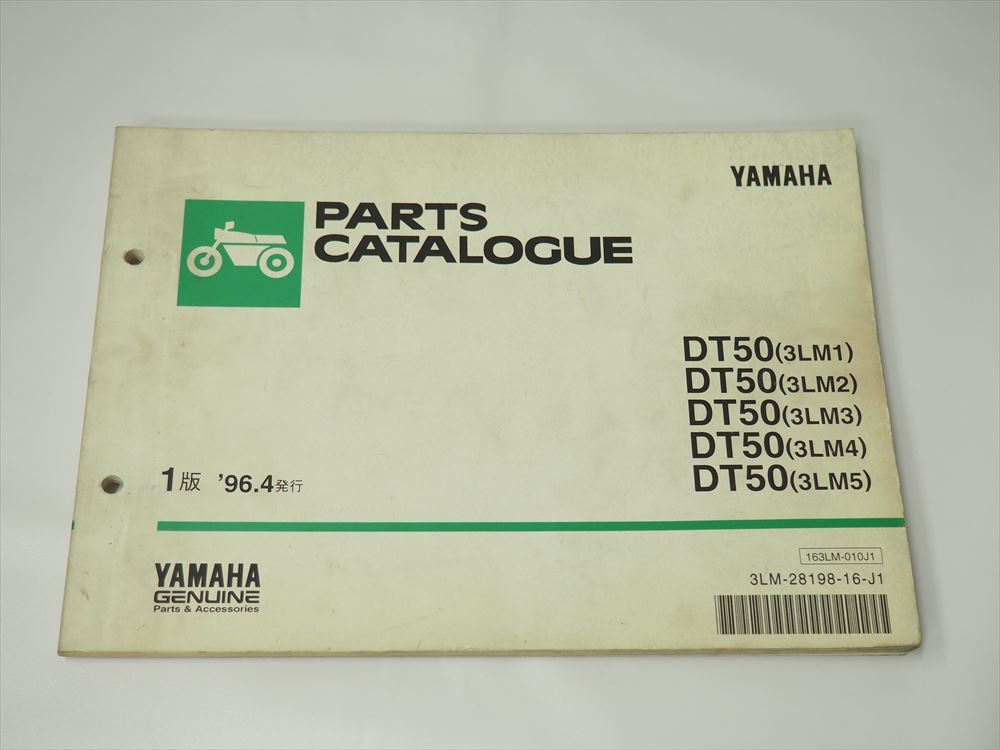 YAMAHA
PARTS
CATALOGUE
DT50(3LM1)
DT50(3LM2)
DT50(3LM3)
DT50(3LM4)
DT50(3LM5)
1版 '96.4発行
163LM-010J1
3LM-28198-16-J1
YAMAHA
GENUINE
Parts & Accessories